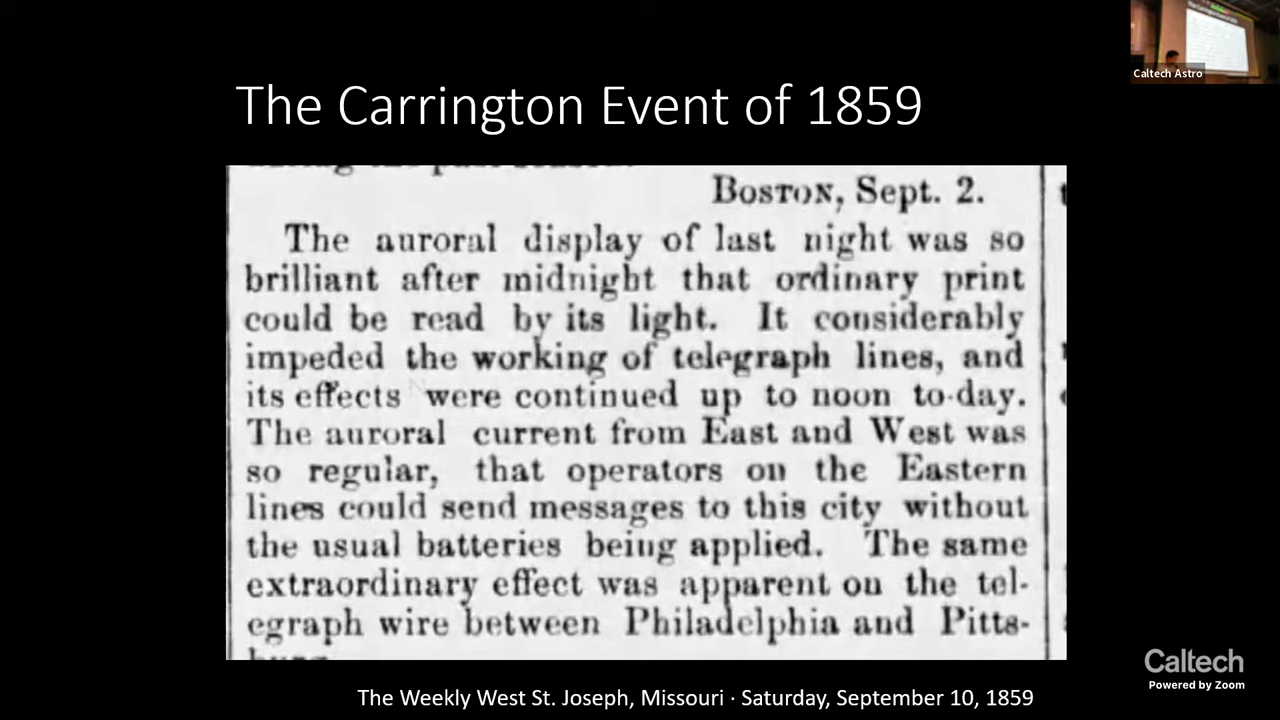 Caltech Astro
The Carrington Event of 1859
BOSTON, Sept. 2.
The auroral display of last night was so
brilliant after midnight that ordinary print
could be read by its light. It considerably
impeded the working of telegraph lines, and
its effects were continued up to noon to-day.
The auroral current from East and West was
so regular, that operators on the Eastern
lines could send messages to this city without
the usual batteries being applied. The same
extraordinary effect was apparent on the tel-
egraph wire between Philadelphia and Pitts-
The Weekly West St. Joseph, Missouri · Saturday, September 10, 1859
Caltech
Powered by Zoom